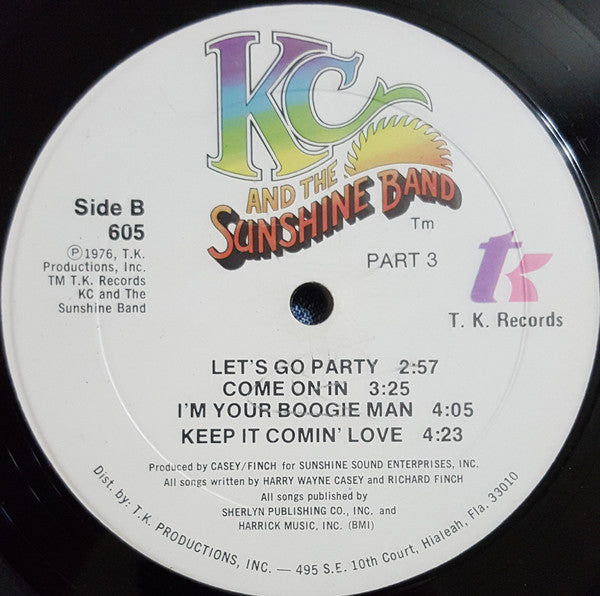 KC
AND THE
SUNSHINE BAND
Tm
Side B
605
Ⓟ1976, T.K.
Productions, Inc.
TM T.K. Records
KC and The
Sunshine Band
PART 3
tk
T. K. Records
LET'S GO PARTY 2:57
COME ON IN 3:25
I'M YOUR BOOGIE MAN 4:05
KEEP IT COMIN' LOVE 4:23
Produced by CASEY/FINCH for SUNSHINE SOUND ENTERPRISES, INC.
All songs written by HARRY WAYNE CASEY and RICHARD FINCH
All songs published by
SHERLYN PUBLISHING CO., INC. and
HARRICK MUSIC, INC. (BMI)
Dist. by: T.K. PRODUCTIONS, INC. — 495 S.E. 10th Court, Hialeah, Fla. 33010